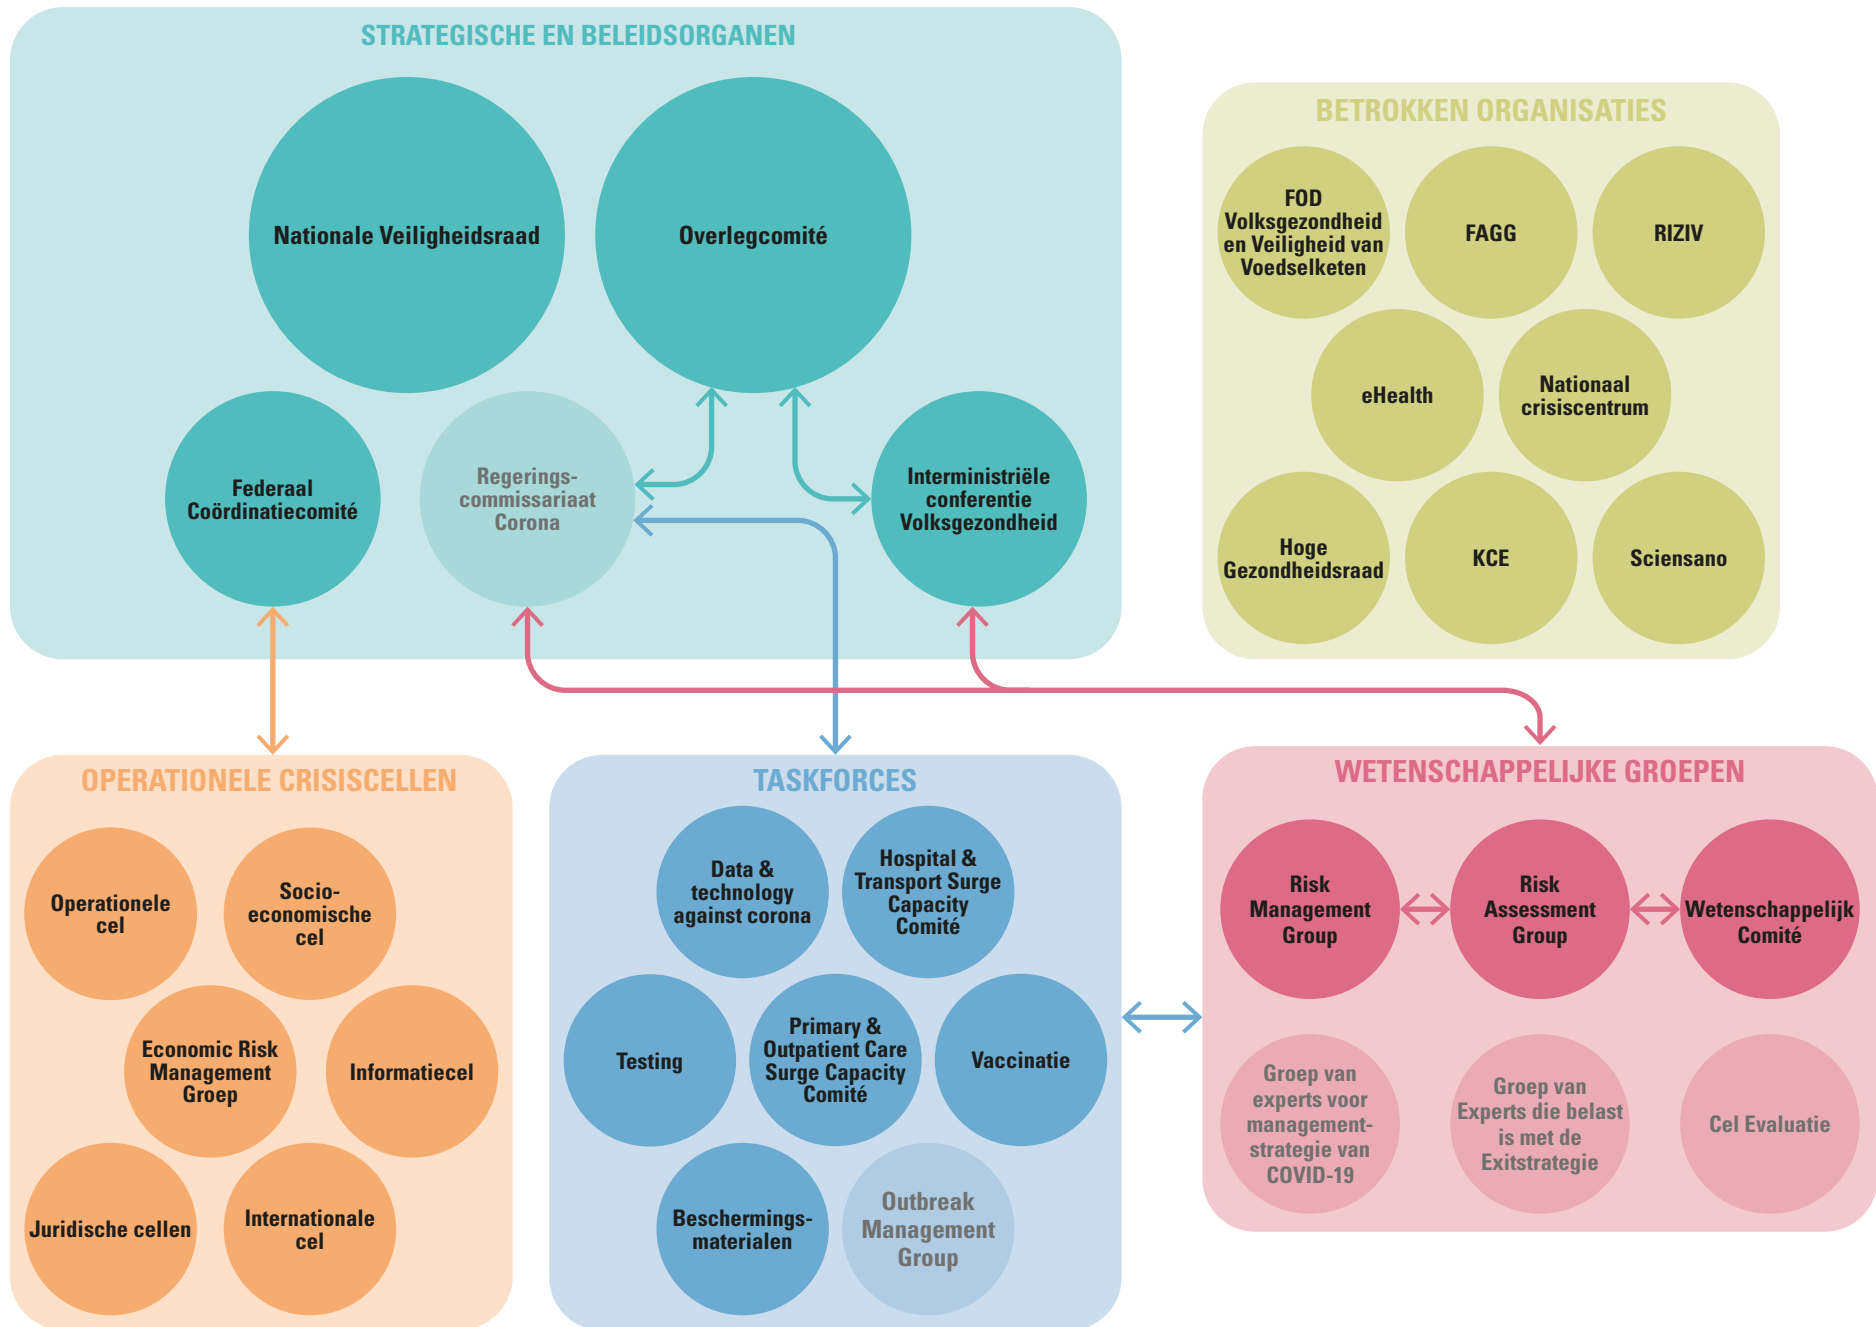 STRATEGISCHE EN BELEIDSORGANEN
Nationale Veiligheidsraad
Overlegcomité
Federaal
Coördinatiecomité
Regerings-
commissariaat
Corona
Interministriële
conferentie
Volksgezondheid
BETROKKEN ORGANISATIES
FOD
Volksgezondheid
en Veiligheid van
Voedselketen
FAGG
RIZIV
eHealth
Nationaal
crisiscentrum
Hoge
Gezondheidsraad
KCE
Sciensano
OPERATIONELE CRISISCELLEN
Operationele
cel
Socio-
economische
cel
Economic Risk
Management
Groep
Informatiecel
Juridische cellen
Internationale
cel
TASKFORCES
Data &
technology
against corona
Hospital &
Transport Surge
Capacity
Comité
Testing
Primary &
Outpatient Care
Surge Capacity
Comité
Vaccinatie
Beschermings-
materialen
Outbreak
Management
Group
WETENSCHAPPELIJKE GROEPEN
Risk
Management
Group
Risk
Assessment
Group
Wetenschappelijk
Comité
Groep van
experts voor
management-
strategie van
COVID-19
Groep van
Experts die belast
is met de
Exitstrategie
Cel Evaluatie